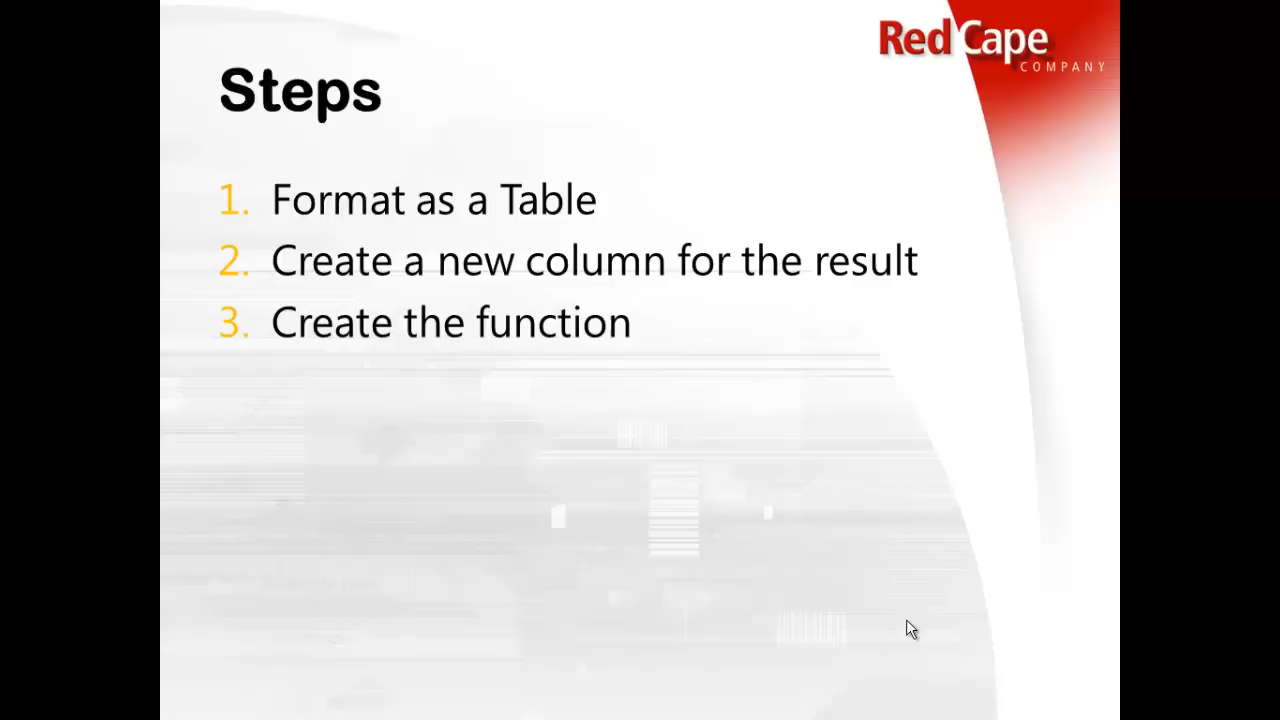 Red Cape
COMPANY
Steps
1. Format as a Table
2. Create a new column for the result
3. Create the function